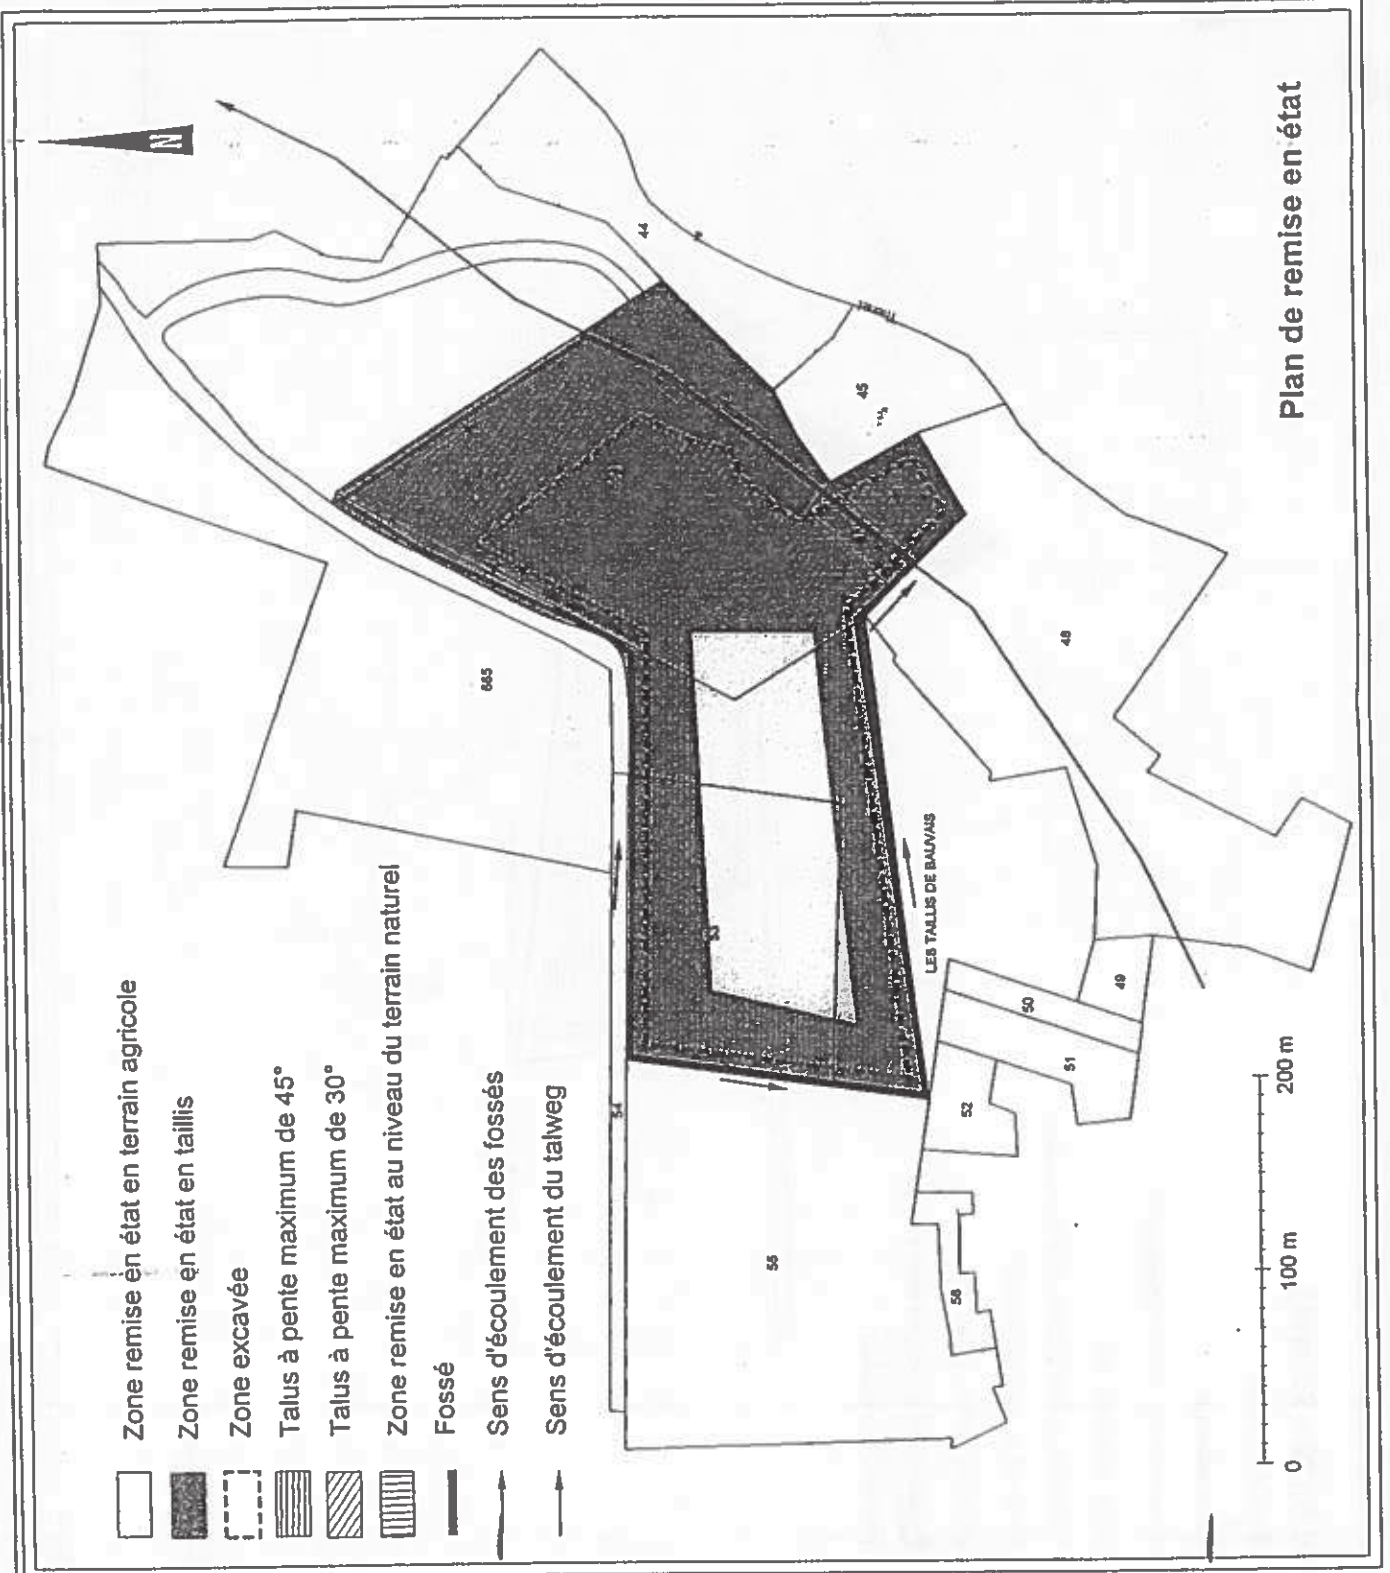 Plan de remise en état
N
Zone remise en état en terrain agricole
Zone remise en état en taillis
Zone excavée
Talus à pente maximum de 45°
Talus à pente maximum de 30°
Zone remise en état au niveau du terrain naturel
Fossé
Sens d'écoulement des fossés
Sens d'écoulement du talweg
665
44
45
48
53
54
55
LES TAILLIS DE BAUVAIS
49
50
51
52
58
0
100 m
200 m